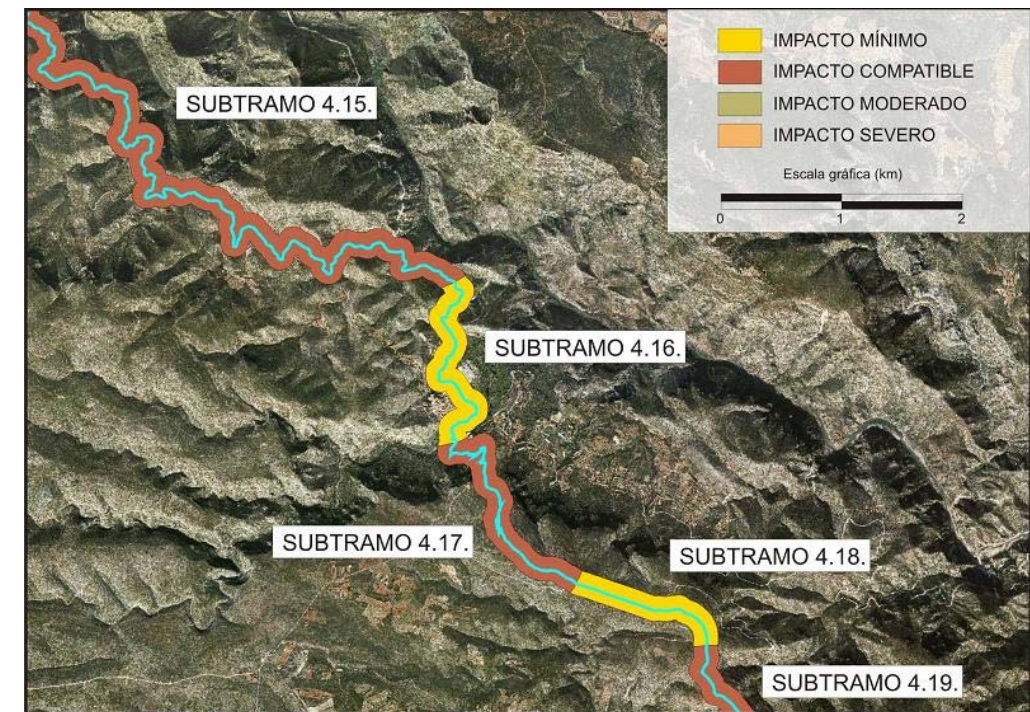 IMPACTO MÍNIMO
IMPACTO COMPATIBLE
IMPACTO MODERADO
IMPACTO SEVERO
Escala gráfica (km)
0 1 2
SUBTRAMO 4.15.
SUBTRAMO 4.16.
SUBTRAMO 4.17.
SUBTRAMO 4.18.
SUBTRAMO 4.19.